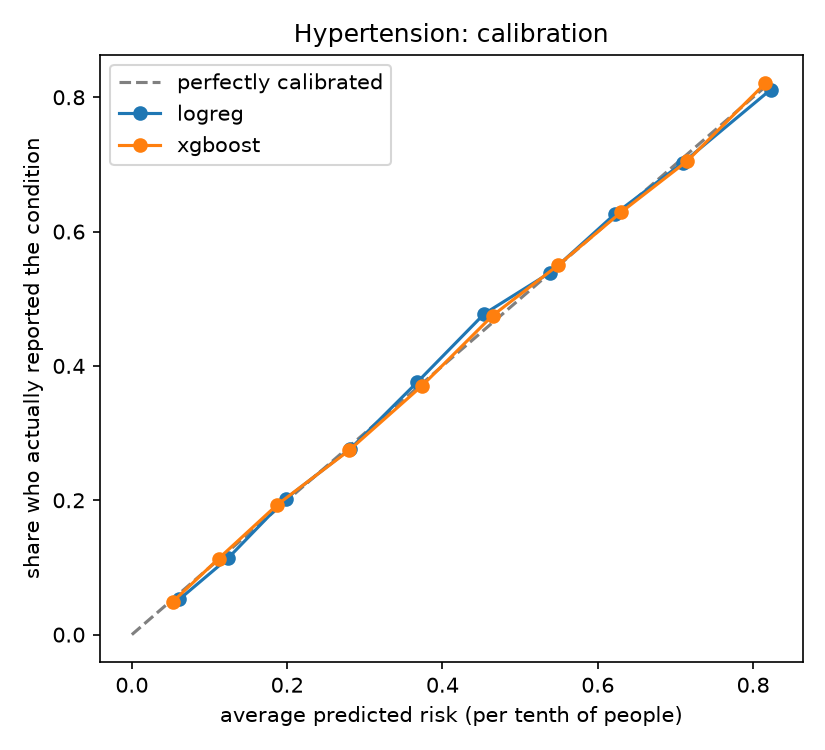 Hypertension: calibration
perfectly calibrated
logreg
xgboost
share who actually reported the condition
0.8
0.6
0.4
0.2
0.0
0.0 0.2 0.4 0.6 0.8
average predicted risk (per tenth of people)